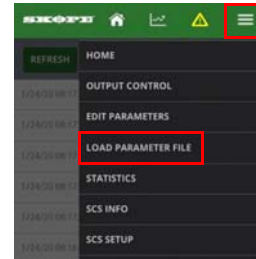 SKOPE
REFRESH
HOME
OUTPUT CONTROL
EDIT PARAMETERS
LOAD PARAMETER FILE
STATISTICS
SCS INFO
SCS SETUP